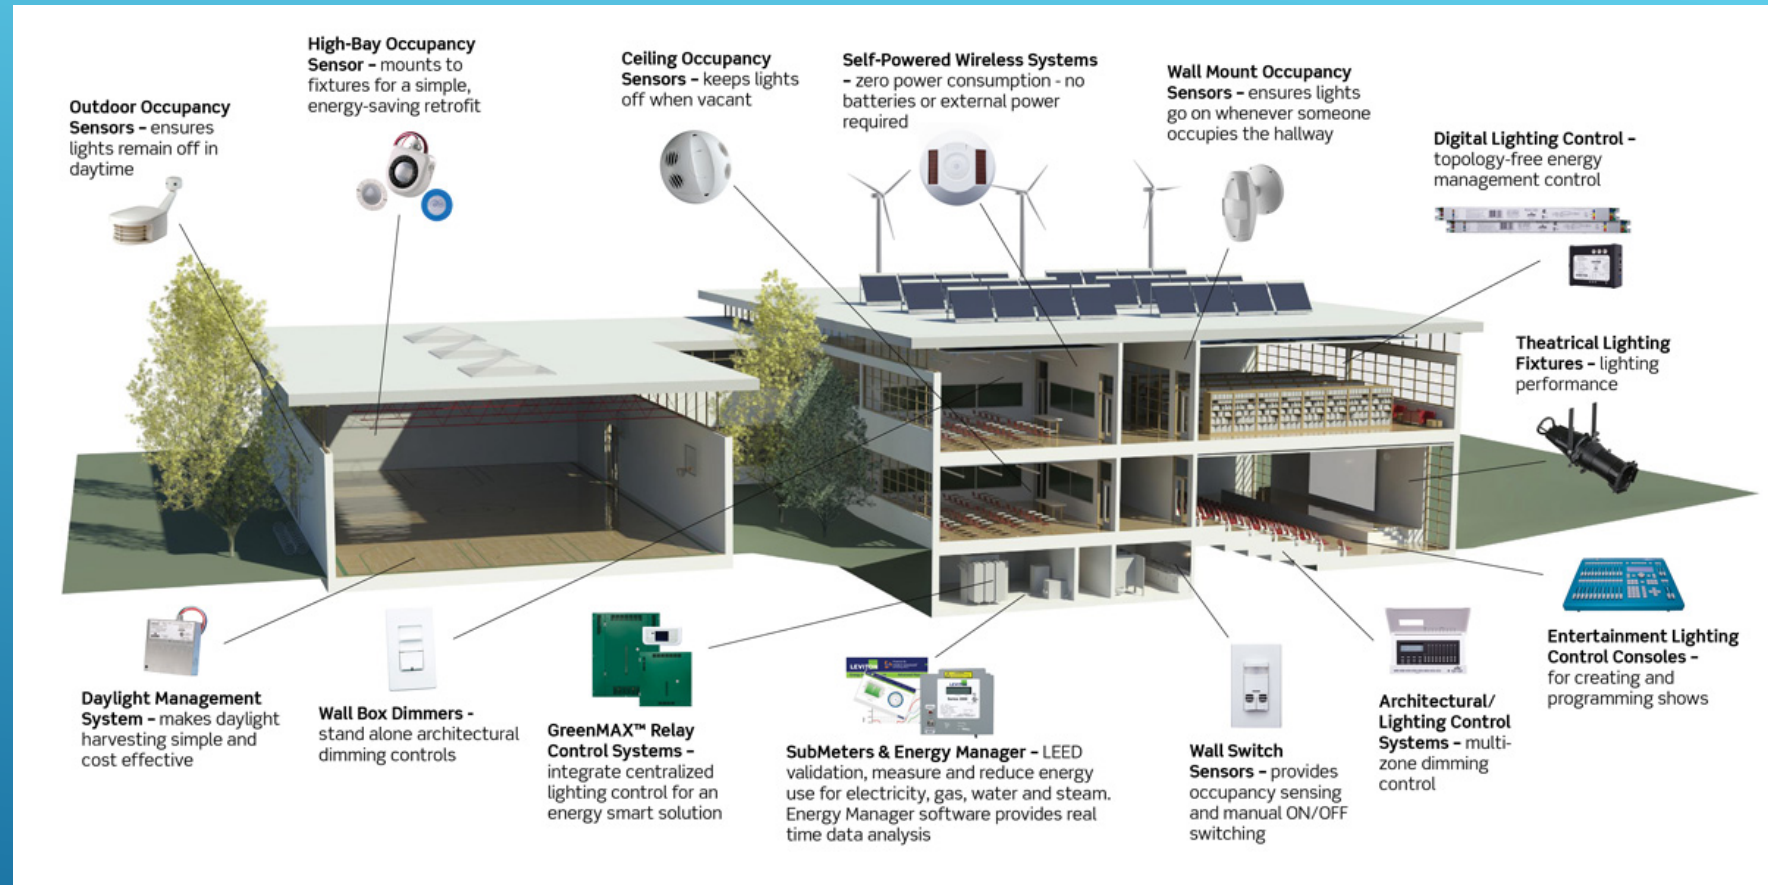 High-Bay Occupancy
Sensor – mounts to
fixtures for a simple,
energy-saving retrofit
Ceiling Occupancy
Sensors – keeps lights
off when vacant
Self-Powered Wireless Systems
– zero power consumption - no
batteries or external power
required
Wall Mount Occupancy
Sensors – ensures lights
go on whenever someone
occupies the hallway
Outdoor Occupancy
Sensors – ensures
lights remain off in
daytime
Digital Lighting Control –
topology-free energy
management control
Theatrical Lighting
Fixtures – lighting
performance
Daylight Management
System – makes daylight
harvesting simple and
cost effective
Wall Box Dimmers -
stand alone architectural
dimming controls
GreenMAX™ Relay
Control Systems –
integrate centralized
lighting control for an
energy smart solution
LEVITON
SubMeters & Energy Manager – LEED
validation, measure and reduce energy
use for electricity, gas, water and steam.
Energy Manager software provides real
time data analysis
Wall Switch
Sensors – provides
occupancy sensing
and manual ON/OFF
switching
Architectural/
Lighting Control
Systems – multi-
zone dimming
control
Entertainment Lighting
Control Consoles –
for creating and
programming shows